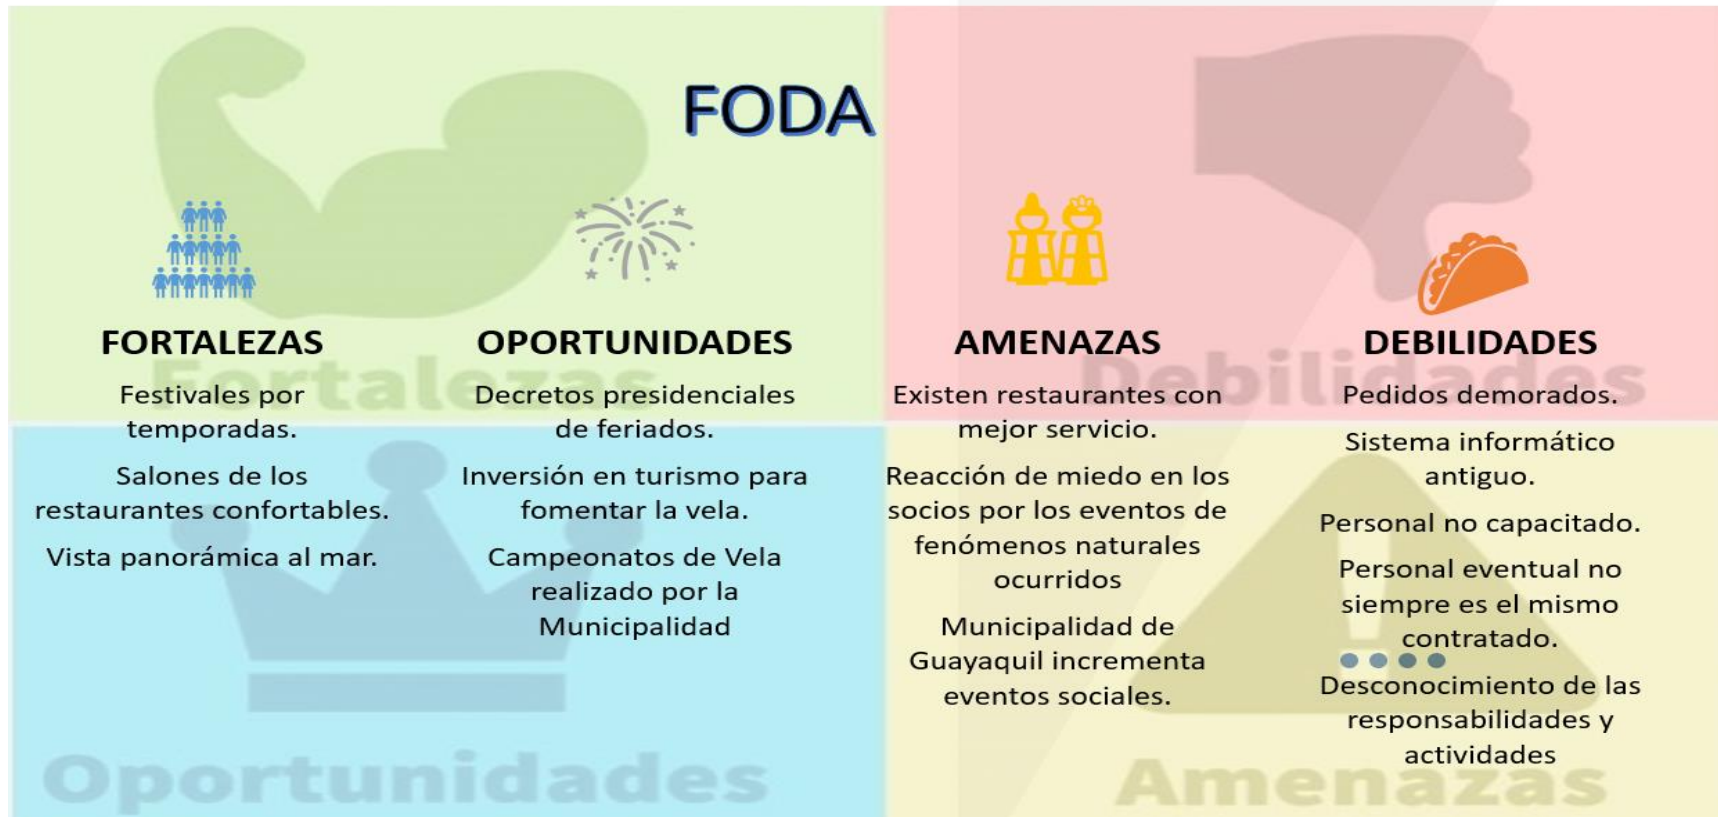 FODA
FORTALEZAS
Festivales por
temporadas.
Salones de los
restaurantes confortables.
Vista panorámica al mar.
OPORTUNIDADES
Decretos presidenciales
de feriados.
Inversión en turismo para
fomentar la vela.
Campeonatos de Vela
realizado por la
Municipalidad
AMENAZAS
Existen restaurantes con
mejor servicio.
Reacción de miedo en los
socios por los eventos de
fenómenos naturales
ocurridos
Municipalidad de
Guayaquil incrementa
eventos sociales.
DEBILIDADES
Pedidos demorados.
Sistema informático
antiguo.
Personal no capacitado.
Personal eventual no
siempre es el mismo
contratado.
Desconocimiento de las
responsabilidades y
actividades
Fortalezas
Debilidades
Oportunidades
Amenazas